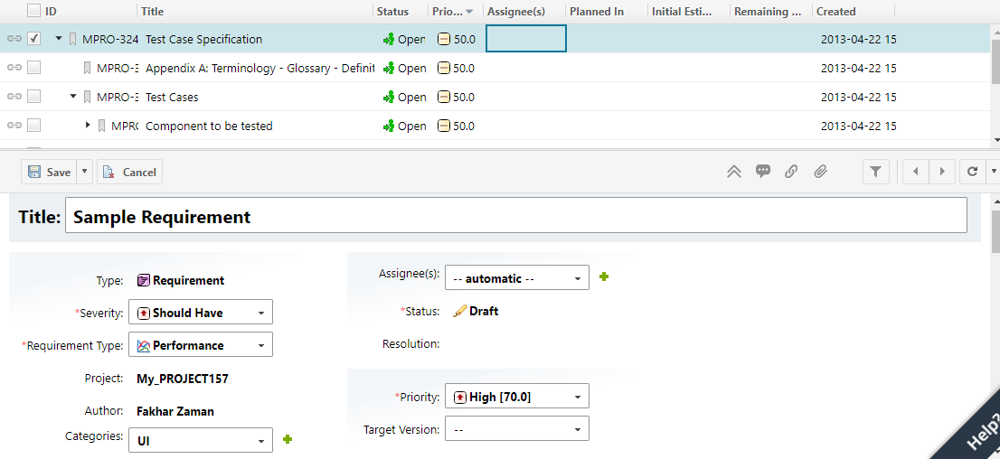 ID Title Status Prio... Assignee(s) Planned In Initial Esti... Remaining ... Created
MPRO-324 Test Case Specification Open 50.0 2013-04-22 15
MPRO-3 Appendix A: Terminology - Glossary - Definit Open 50.0 2013-04-22 15
MPRO-3 Test Cases Open 50.0 2013-04-22 15
MPRO Component to be tested Open 50.0 2013-04-22 15
Save Cancel
Title: Sample Requirement
Type: Requirement
*Severity: Should Have
*Requirement Type: Performance
Project: My_PROJECT157
Author: Fakhar Zaman
Categories: UI
Assignee(s): -- automatic --
*Status: Draft
Resolution:
*Priority: High [70.0]
Target Version: --
Help?